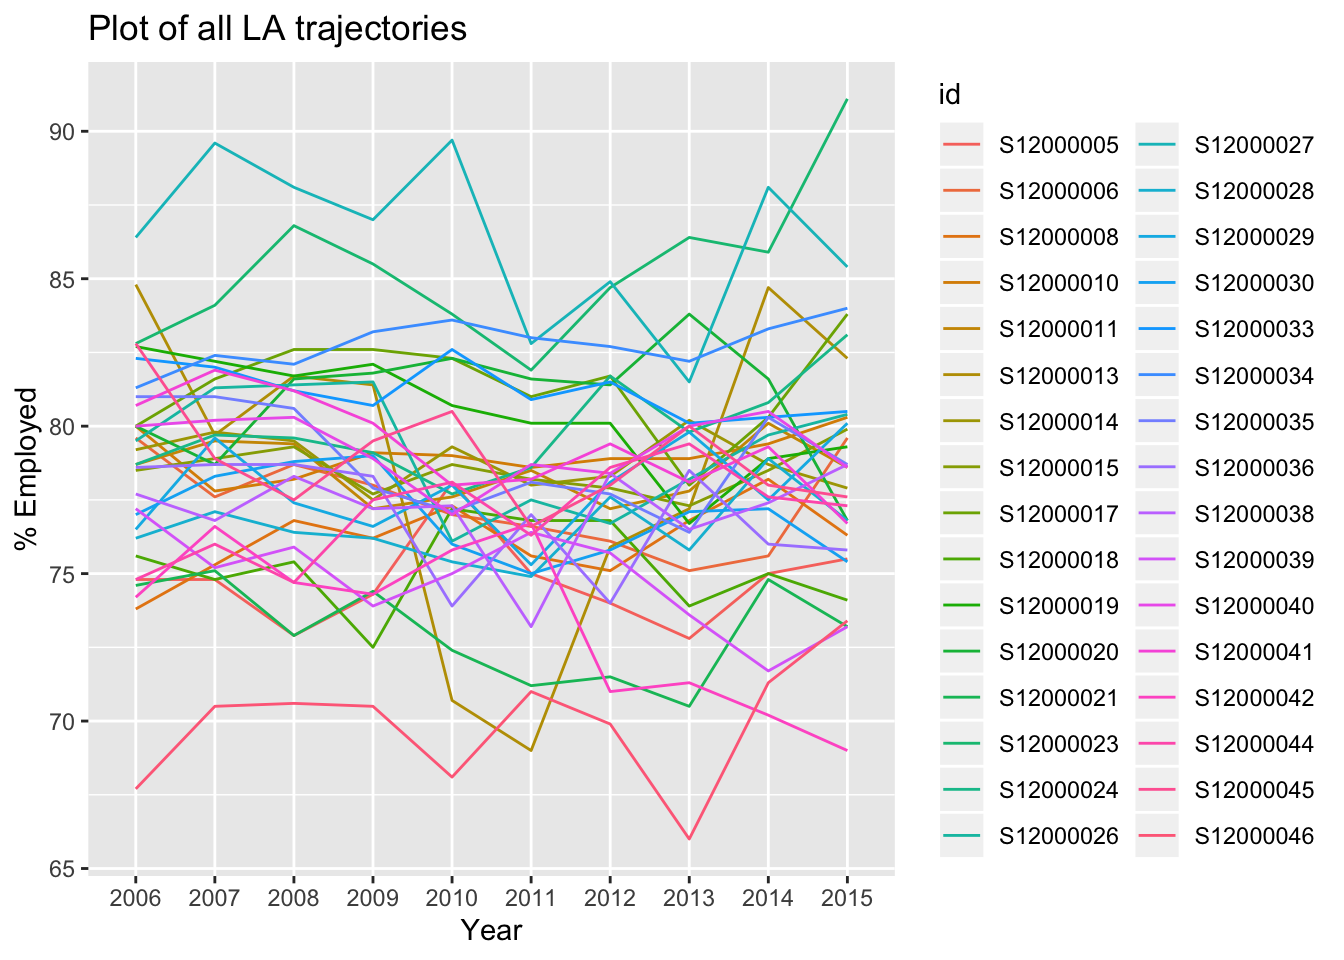 Plot of all LA trajectories
% Employed
90
85
80
75
70
65
2006 2007 2008 2009 2010 2011 2012 2013 2014 2015
Year
id
S12000005
S12000006
S12000008
S12000010
S12000011
S12000013
S12000014
S12000015
S12000017
S12000018
S12000019
S12000020
S12000021
S12000023
S12000024
S12000026
S12000027
S12000028
S12000029
S12000030
S12000033
S12000034
S12000035
S12000036
S12000038
S12000039
S12000040
S12000041
S12000042
S12000044
S12000045
S12000046